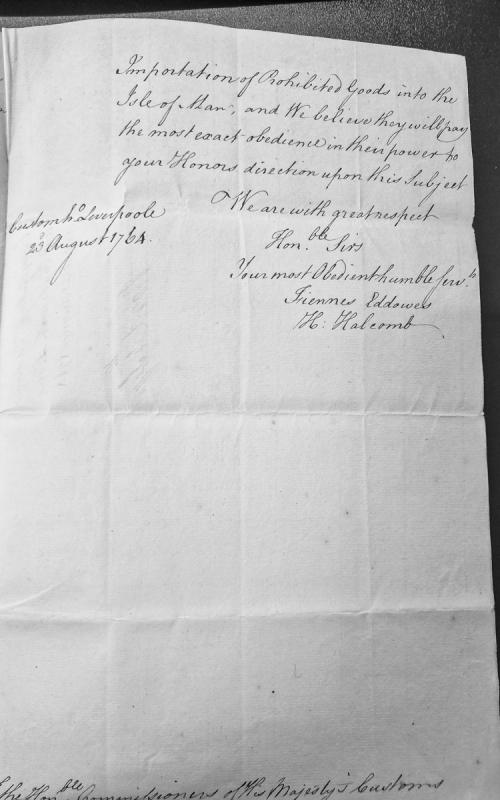 Importation of Prohibited Goods into the
Isle of Man, and We believe they will pay
the most exact obedience in their power to
your Honors direction upon this Subject
We are with great respect
Custom ho Liverpoole
23d August 1764.
Hon.ble Sirs
Your most Obedient humble Serv.ts
Fiennes Eddowes
H: Halcomb
the Hon.ble Commissioners of His Majesty's Customs